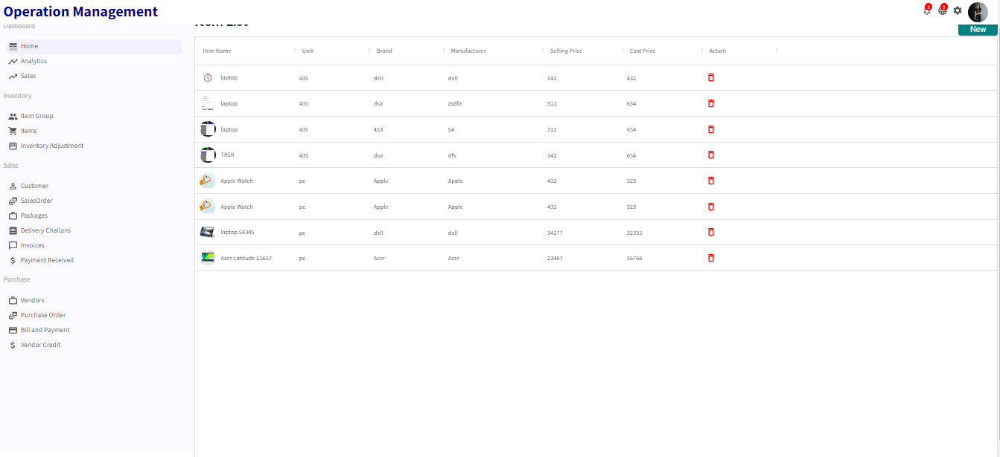 Operation Management
2
2
Dashboard
Home
Analytics
Sales
Inventory
Item Group
Items
Inventory Adjustment
Sales
Customer
SalesOrder
Packages
Delivery Challans
Invoices
Payment Received
Purchase
Vendors
Purchase Order
Bill and Payment
Vendor Credit
Item List
New
Item Name Unit Brand Manufacturer Selling Price Cost Price Action
laptop 435 dell dell 342 432
laptop 435 dsa zsdfa 312 654
laptop 435 453 54 312 654
TRER 435 dsa dfs 342 654
Apple Watch pc Apple Apple 432 323
Apple Watch pc Apple Apple 432 323
laptop 54345 pc dell dell 34277 32355
Acer Latitude E5657 pc Acer Acer 23467 56768